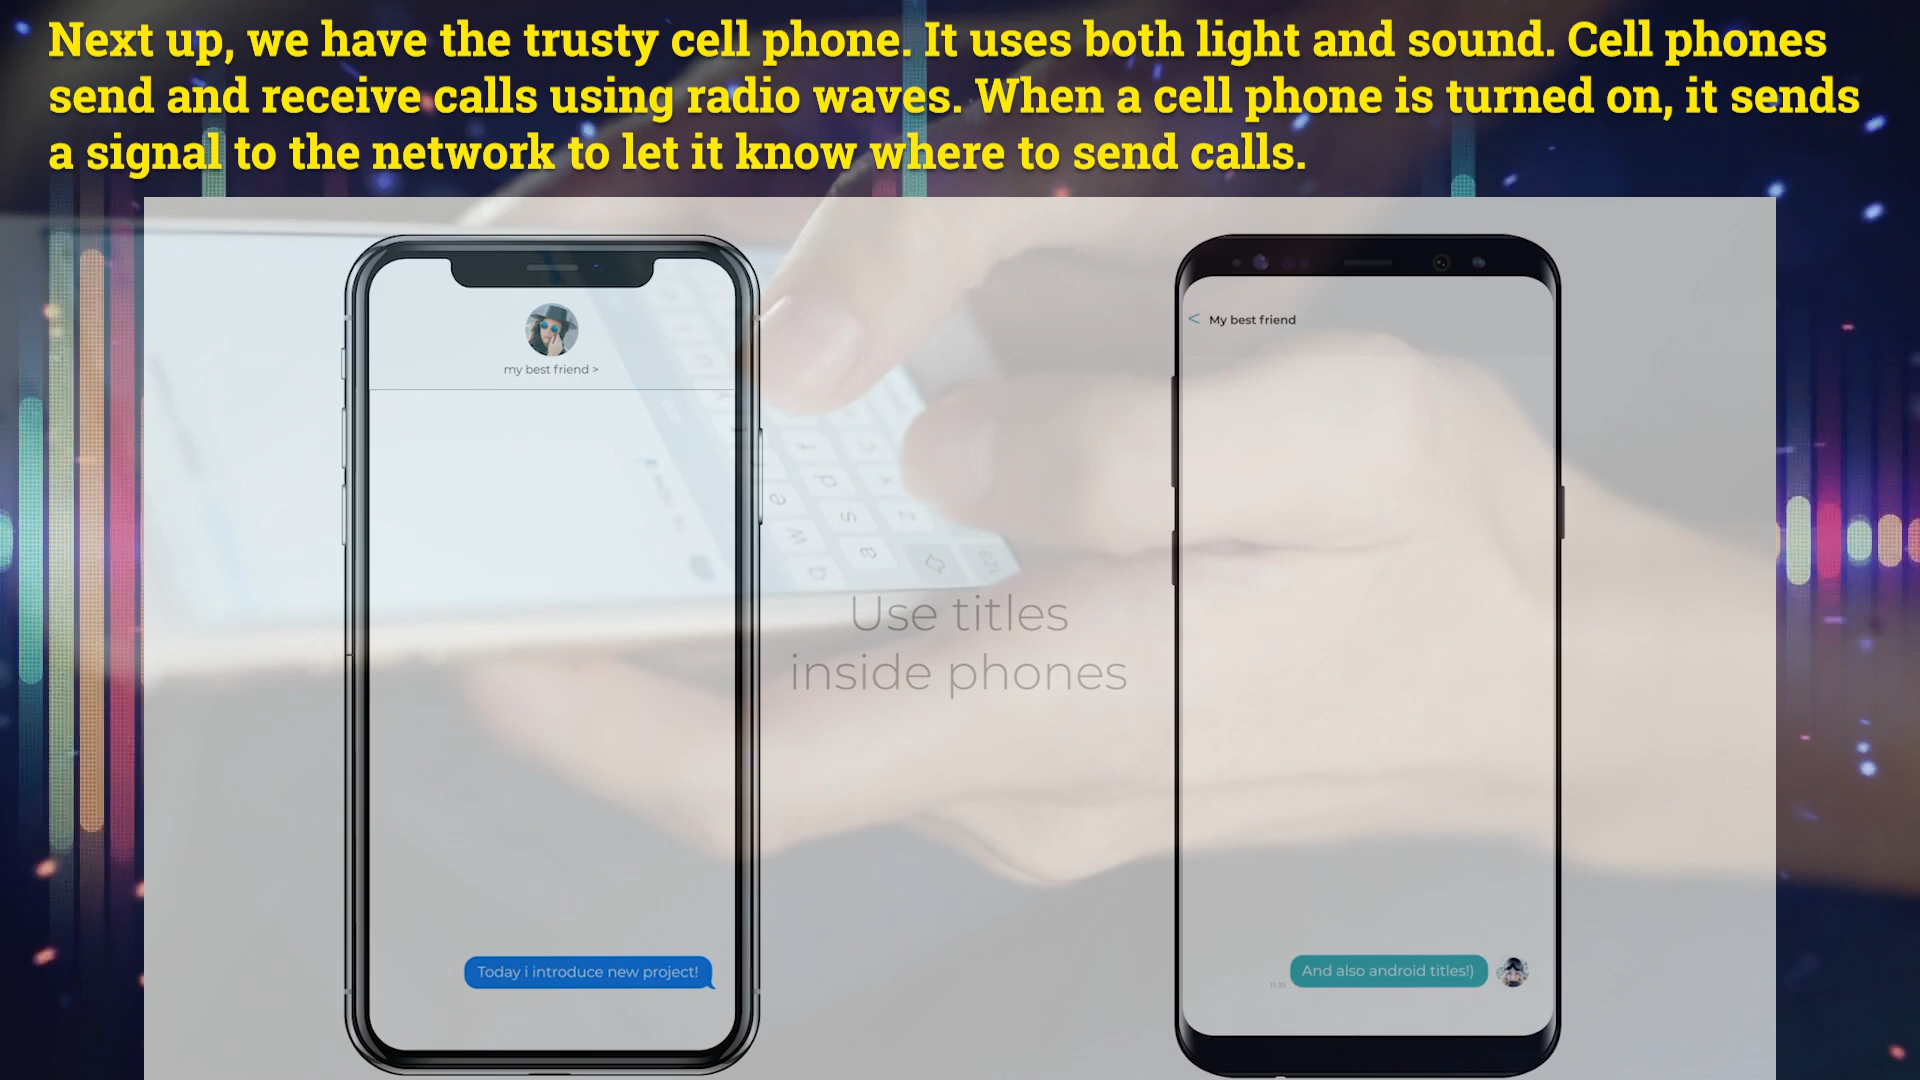 Next up, we have the trusty cell phone. It uses both light and sound. Cell phones
send and receive calls using radio waves. When a cell phone is turned on, it sends
a signal to the network to let it know where to send calls.
my best friend >
< My best friend
Use titles
inside phones
Today i introduce new project!
And also android titles!)
11:35